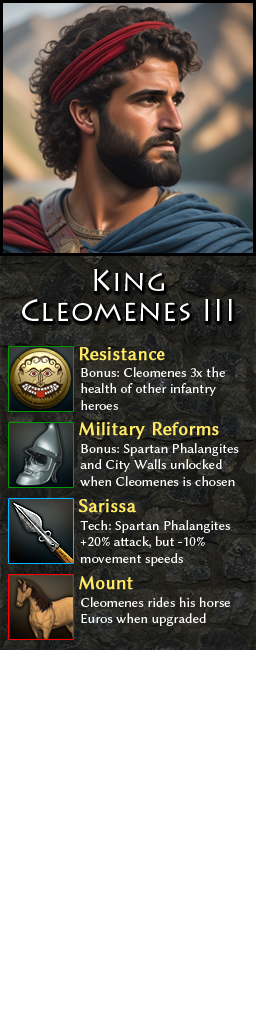 King
Cleomenes III
Resistance
Bonus: Cleomenes 3x the
health of other infantry
heroes
Military Reforms
Bonus: Spartan Phalangites
and City Walls unlocked
when Cleomenes is chosen
Sarissa
Tech: Spartan Phalangites
+20% attack, but -10%
movement speeds
Mount
Cleomenes rides his horse
Euros when upgraded